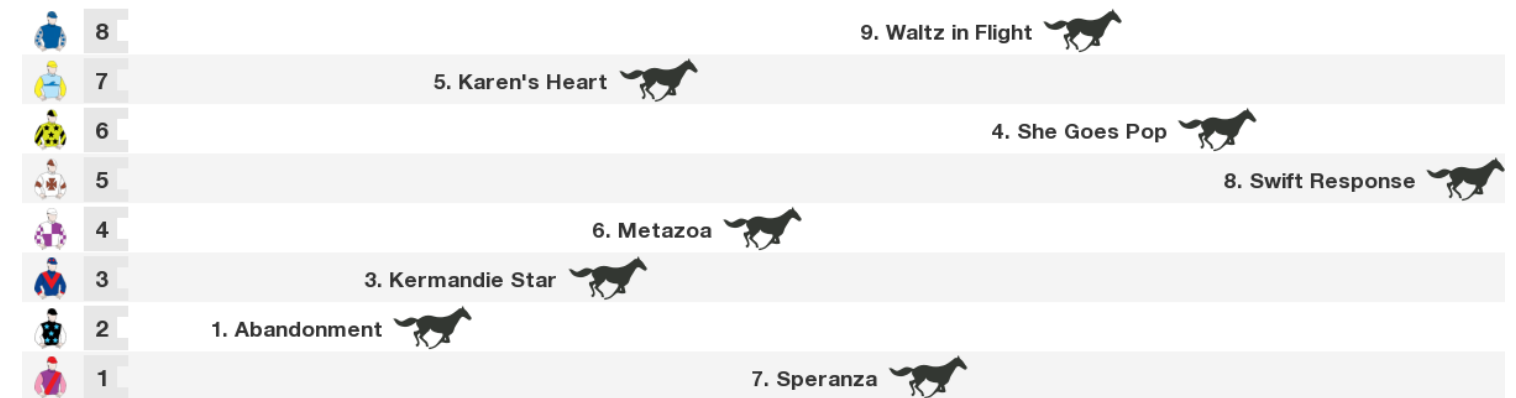 8 9. Waltz in Flight
7 5. Karen's Heart
6 4. She Goes Pop
5 8. Swift Response
4 6. Metazoa
3 3. Kermandie Star
2 1. Abandonment
1 7. Speranza